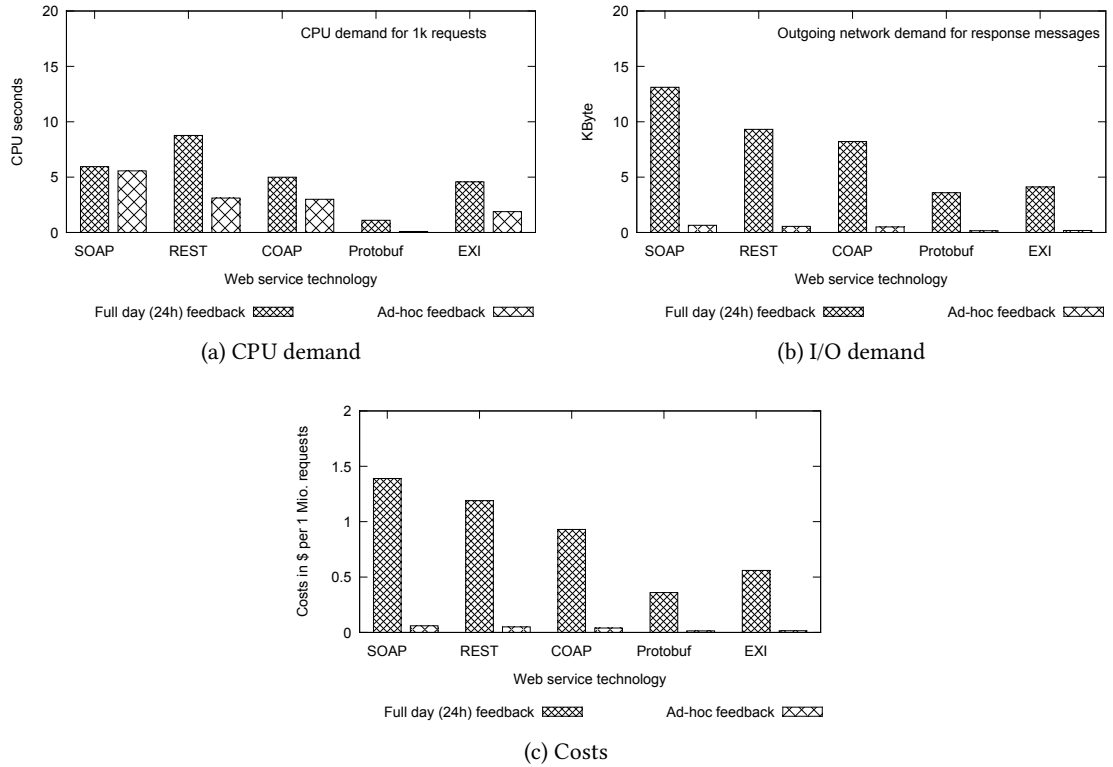 CPU demand for 1k requests
20
15
10
5
0
CPU seconds
SOAP REST COAP Protobuf EXI
Web service technology
Full day (24h) feedback Ad-hoc feedback
(a) CPU demand
Outgoing network demand for response messages
20
15
10
5
0
KByte
SOAP REST COAP Protobuf EXI
Web service technology
Full day (24h) feedback Ad-hoc feedback
(b) I/O demand
2
1.5
1
0.5
0
Costs in $ per 1 Mio. requests
SOAP REST COAP Protobuf EXI
Web service technology
Full day (24h) feedback Ad-hoc feedback
(c) Costs